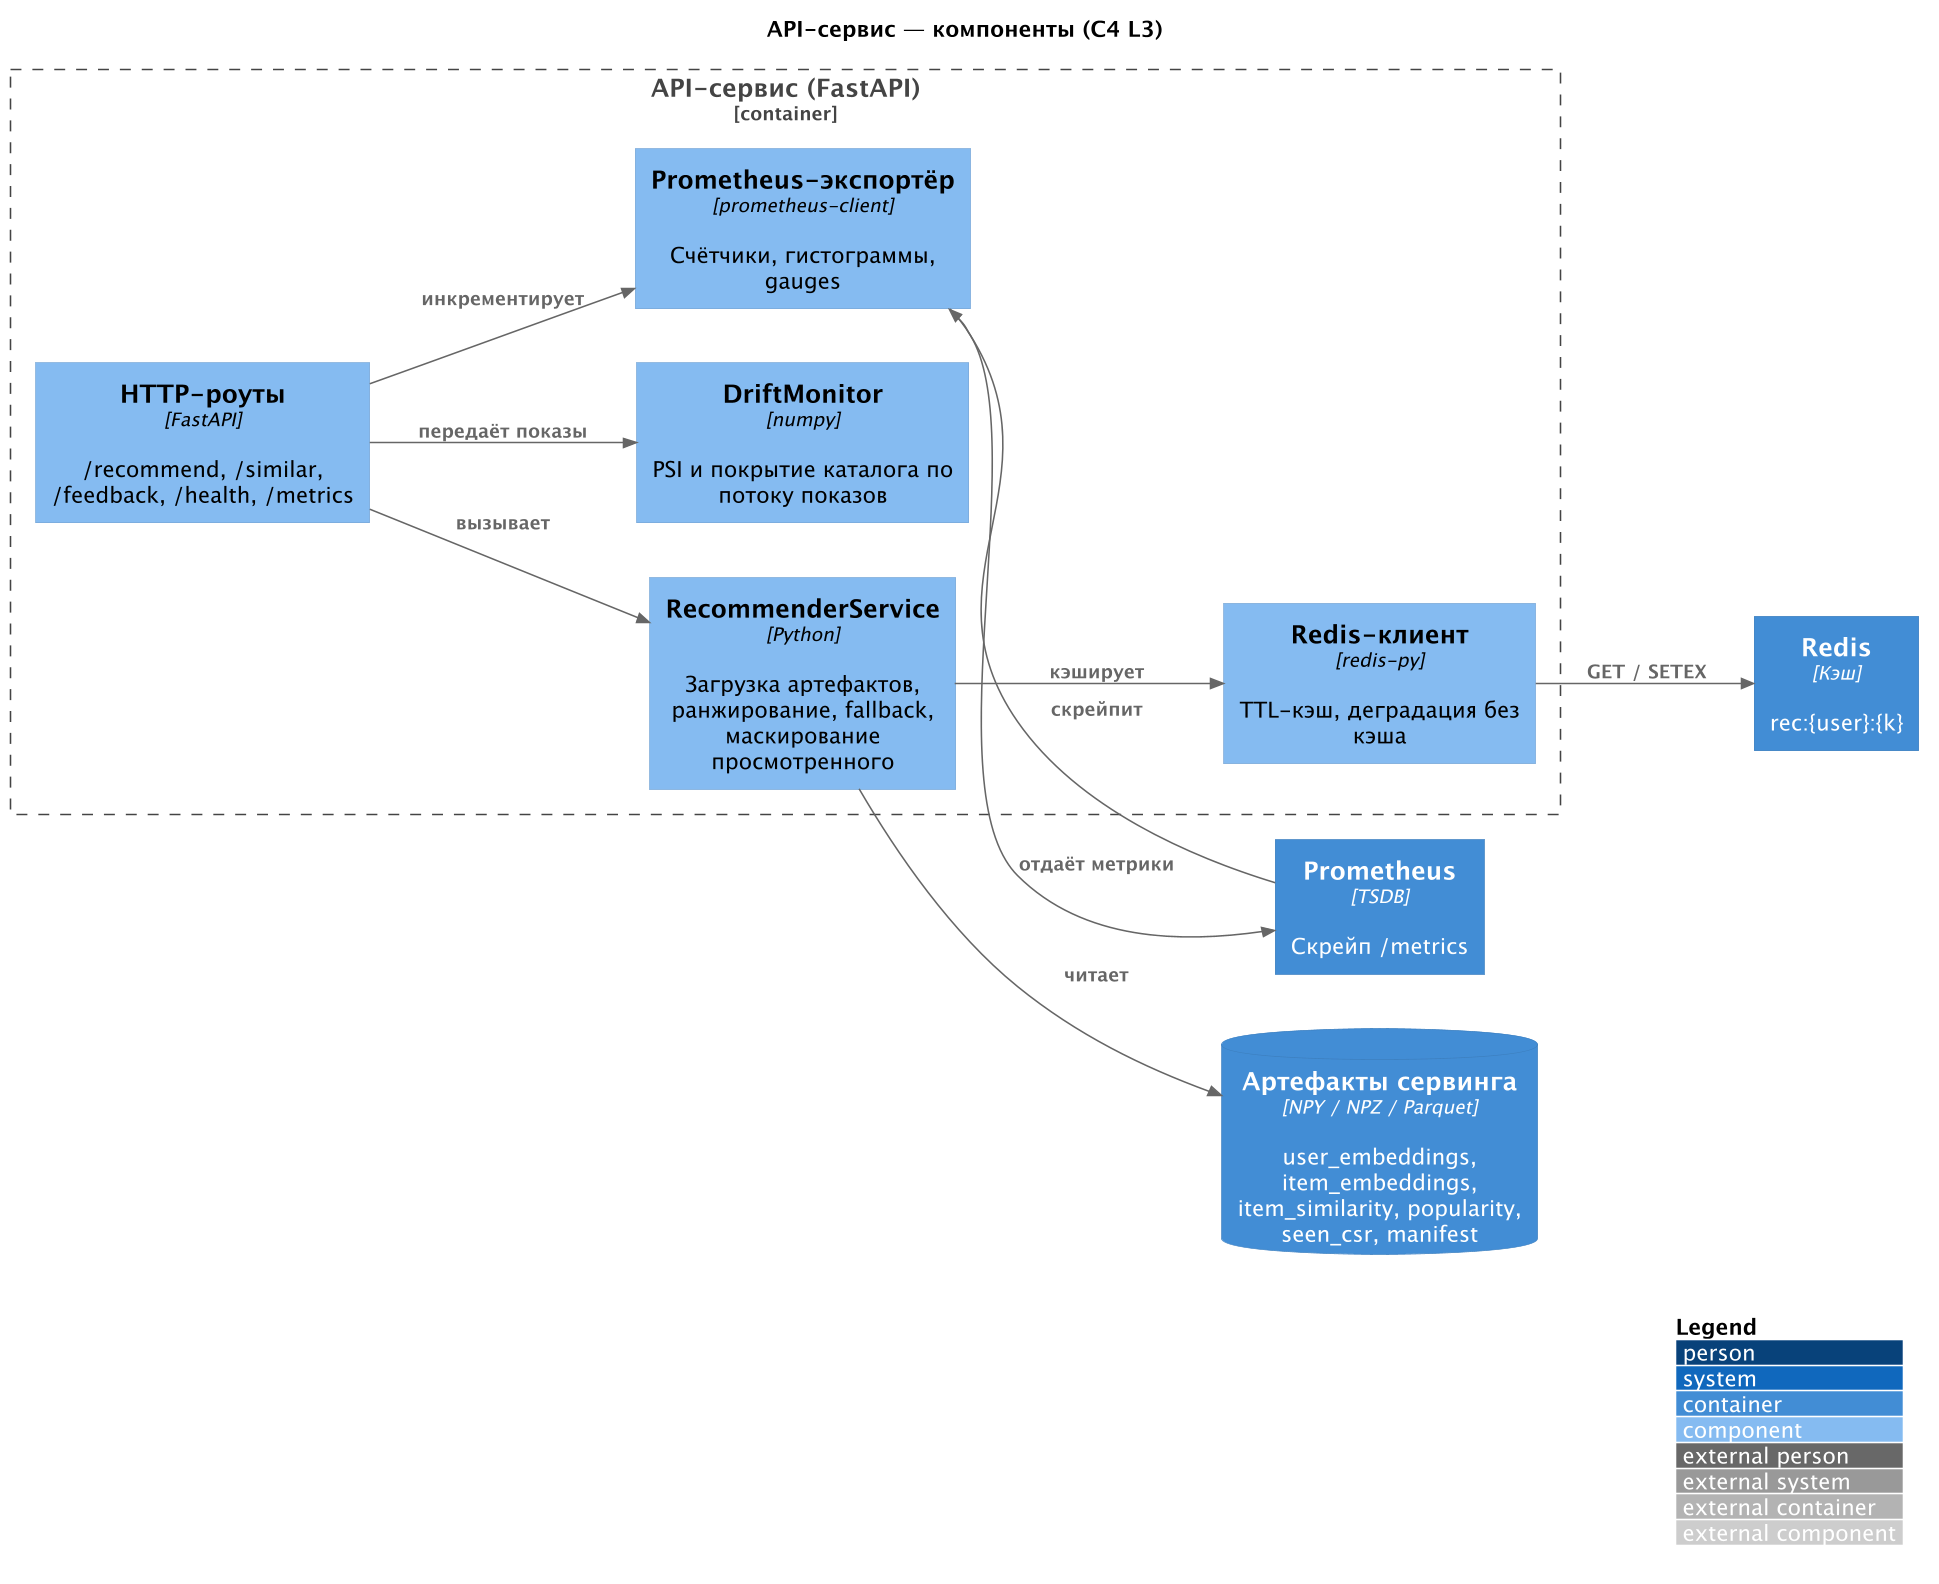 API-сервис — компоненты (C4 L3)
API-сервис (FastAPI)
[container]
Prometheus-экспортёр
[prometheus-client]
Счётчики, гистограммы,
gauges
инкрементирует
HTTP-роуты
[FastAPI]
/recommend, /similar,
/feedback, /health, /metrics
передаёт показы
DriftMonitor
[numpy]
PSI и покрытие каталога по
потоку показов
вызывает
RecommenderService
[Python]
Загрузка артефактов,
ранжирование, fallback,
маскирование
просмотренного
кэширует
скрейпит
Redis-клиент
[redis-py]
TTL-кэш, деградация без
кэша
GET / SETEX
Redis
[Кэш]
rec:{user}:{k}
отдаёт метрики
Prometheus
[TSDB]
Скрейп /metrics
читает
Артефакты сервинга
[NPY / NPZ / Parquet]
user_embeddings,
item_embeddings,
item_similarity, popularity,
seen_csr, manifest
Legend
person
system
container
component
external person
external system
external container
external component